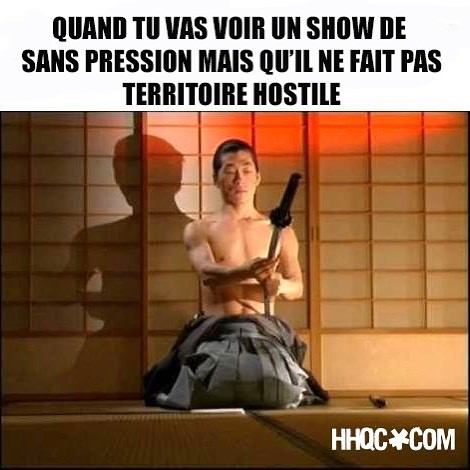 QUAND TU VAS VOIR UN SHOW DE
SANS PRESSION MAIS QU'IL NE FAIT PAS
TERRITOIRE HOSTILE
HHQC COM